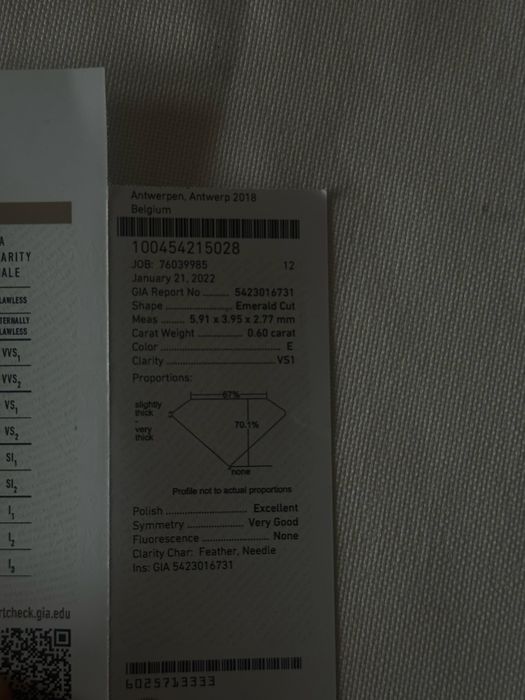 ARITY
ALE
LAWLESS
LAWLESS
VVS₁
VVS₂
VS₁
VS₂
SI₁
SI₂
I₁
I₂
I₃
rtcheck.gia.edu
Antwerpen, Antwerp 2018
Belgium
100454215028
JOB: 76039985 12
January 21, 2022
GIA Report No ........ 5423016731
Shape ........ Emerald Cut
Meas ...... 5.91 x 3.95 x 2.77 mm
Carat Weight ........ 0.60 carat
Color ........ E
Clarity ........ VS1
Proportions:
67%
slightly
thick
-
very
thick
70.1%
none
Profile not to actual proportions
Polish ........ Excellent
Symmetry ........ Very Good
Fluorescence ........ None
Clarity Char: Feather, Needle
Ins: GIA 5423016731
6025713333